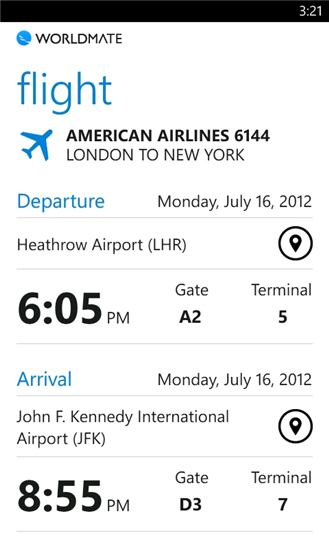 3:21
WORLDMATE
flight
AMERICAN AIRLINES 6144
LONDON TO NEW YORK
Departure Monday, July 16, 2012
Heathrow Airport (LHR)
Gate Terminal
6:05 PM A2 5
Arrival Monday, July 16, 2012
John F. Kennedy International
Airport (JFK)
Gate Terminal
8:55 PM D3 7